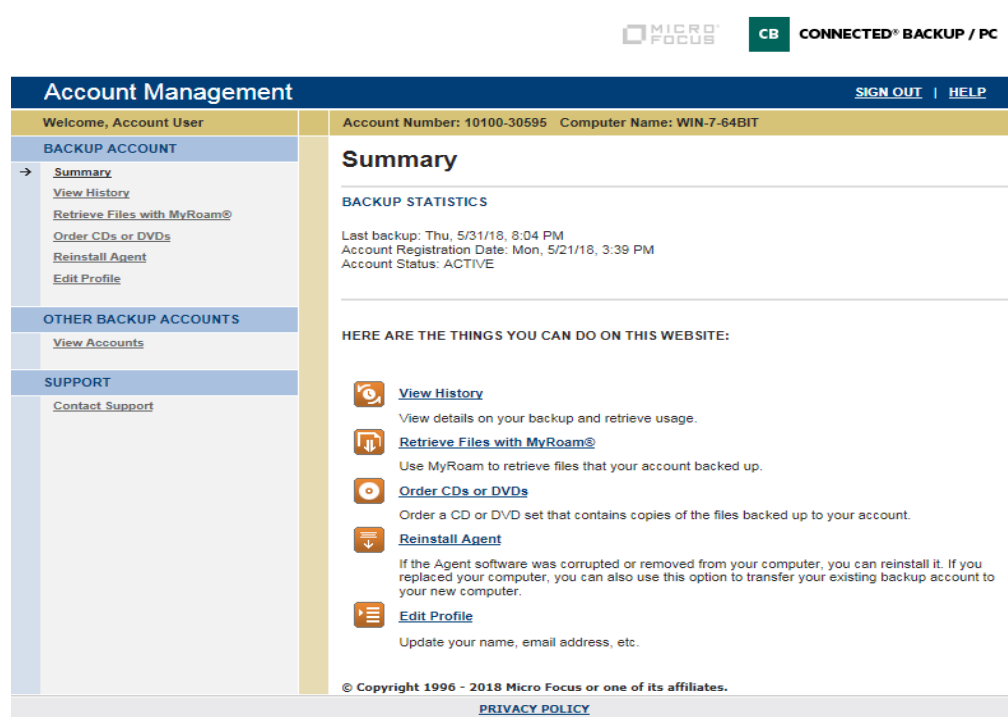 MICRO FOCUS
CB CONNECTED® BACKUP / PC
Account Management
SIGN OUT | HELP
Welcome, Account User
Account Number: 10100-30595 Computer Name: WIN-7-64BIT
BACKUP ACCOUNT
→ Summary
View History
Retrieve Files with MyRoam®
Order CDs or DVDs
Reinstall Agent
Edit Profile
OTHER BACKUP ACCOUNTS
View Accounts
SUPPORT
Contact Support
Summary
BACKUP STATISTICS
Last backup: Thu, 5/31/18, 8:04 PM
Account Registration Date: Mon, 5/21/18, 3:39 PM
Account Status: ACTIVE
HERE ARE THE THINGS YOU CAN DO ON THIS WEBSITE:
View History
View details on your backup and retrieve usage.
Retrieve Files with MyRoam®
Use MyRoam to retrieve files that your account backed up.
Order CDs or DVDs
Order a CD or DVD set that contains copies of the files backed up to your account.
Reinstall Agent
If the Agent software was corrupted or removed from your computer, you can reinstall it. If you
replaced your computer, you can also use this option to transfer your existing backup account to
your new computer.
Edit Profile
Update your name, email address, etc.
© Copyright 1996 - 2018 Micro Focus or one of its affiliates.
PRIVACY POLICY